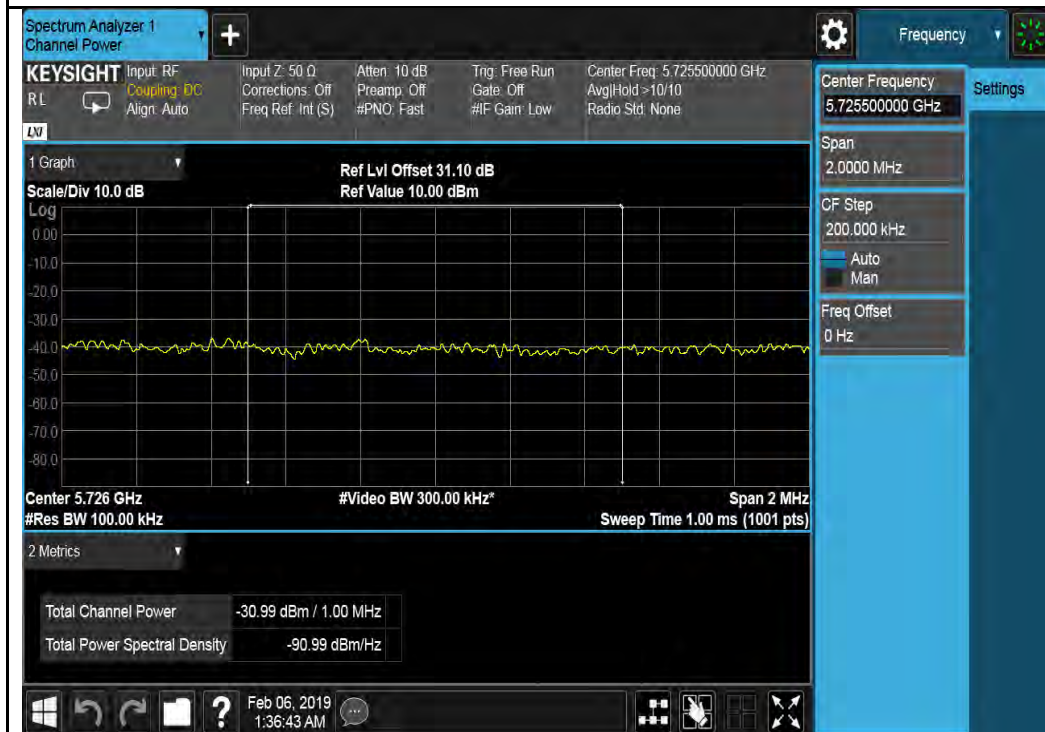 Spectrum Analyzer 1
Channel Power
+
Frequency
KEYSIGHT
RL
LXI
Input: RF
Coupling: DC
Align: Auto
Input Z: 50 Ω
Corrections: Off
Freq Ref: Int (S)
Atten: 10 dB
Preamp: Off
#PNO: Fast
Trig: Free Run
Gate: Off
#IF Gain: Low
Center Freq: 5.725500000 GHz
Avg|Hold:>10/10
Radio Std: None
Center Frequency
5.725500000 GHz
Settings
Span
2.0000 MHz
CF Step
200.000 kHz
Auto
Man
Freq Offset
0 Hz
1 Graph
Scale/Div 10.0 dB
Ref Lvl Offset 31.10 dB
Ref Value 10.00 dBm
Log
0.00
-10.0
-20.0
-30.0
-40.0
-50.0
-60.0
-70.0
-80.0
Center 5.726 GHz
#Video BW 300.00 kHz*
Span 2 MHz
#Res BW 100.00 kHz
Sweep Time 1.00 ms (1001 pts)
2 Metrics
Total Channel Power -30.99 dBm / 1.00 MHz
Total Power Spectral Density -90.99 dBm/Hz
?
Feb 06, 2019
1:36:43 AM